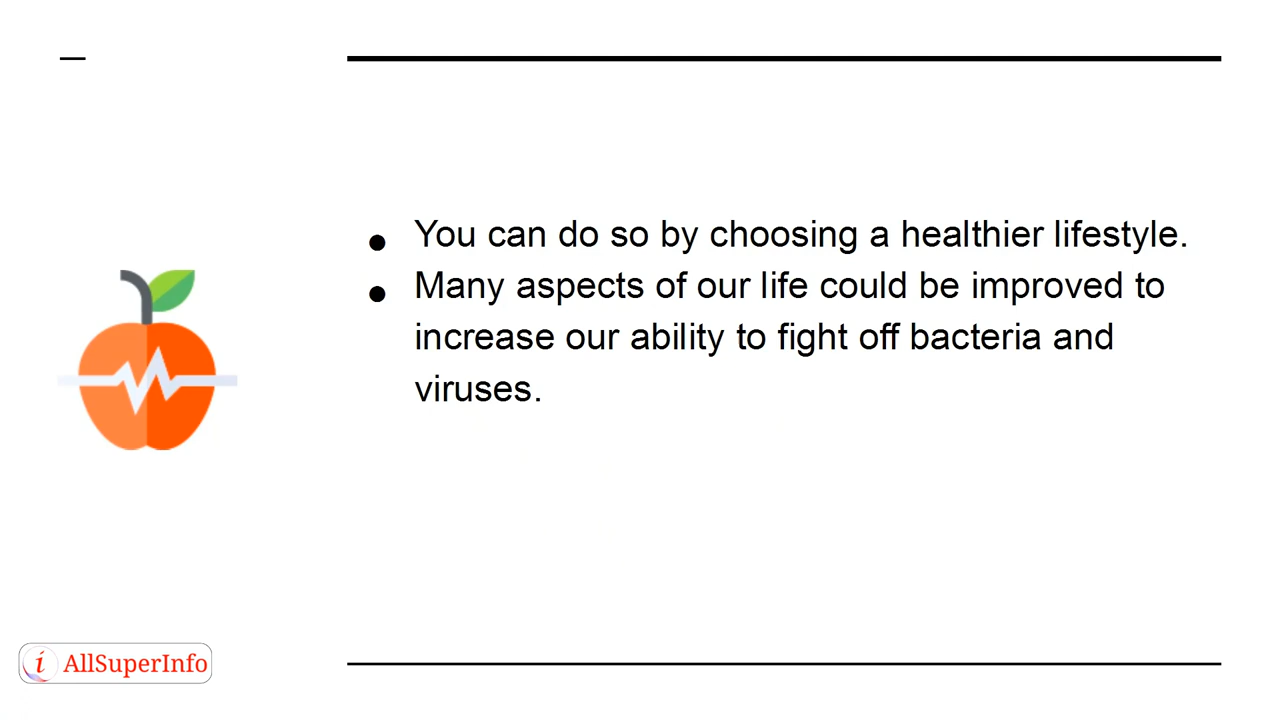 ● You can do so by choosing a healthier lifestyle.
● Many aspects of our life could be improved to
increase our ability to fight off bacteria and
viruses.
i AllSuperInfo